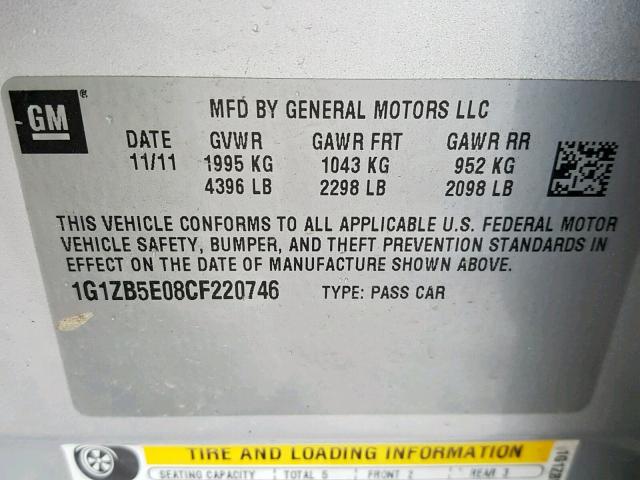 GM®
MFD BY GENERAL MOTORS LLC
DATE GVWR GAWR FRT GAWR RR
11/11 1995 KG 1043 KG 952 KG
4396 LB 2298 LB 2098 LB
THIS VEHICLE CONFORMS TO ALL APPLICABLE U.S. FEDERAL MOTOR
VEHICLE SAFETY, BUMPER, AND THEFT PREVENTION STANDARDS IN
EFFECT ON THE DATE OF MANUFACTURE SHOWN ABOVE.
1G1ZB5E08CF220746 TYPE: PASS CAR
TIRE AND LOADING INFORMATION
SEATING CAPACITY TOTAL 5 FRONT 2 REAR 3
1G1ZB